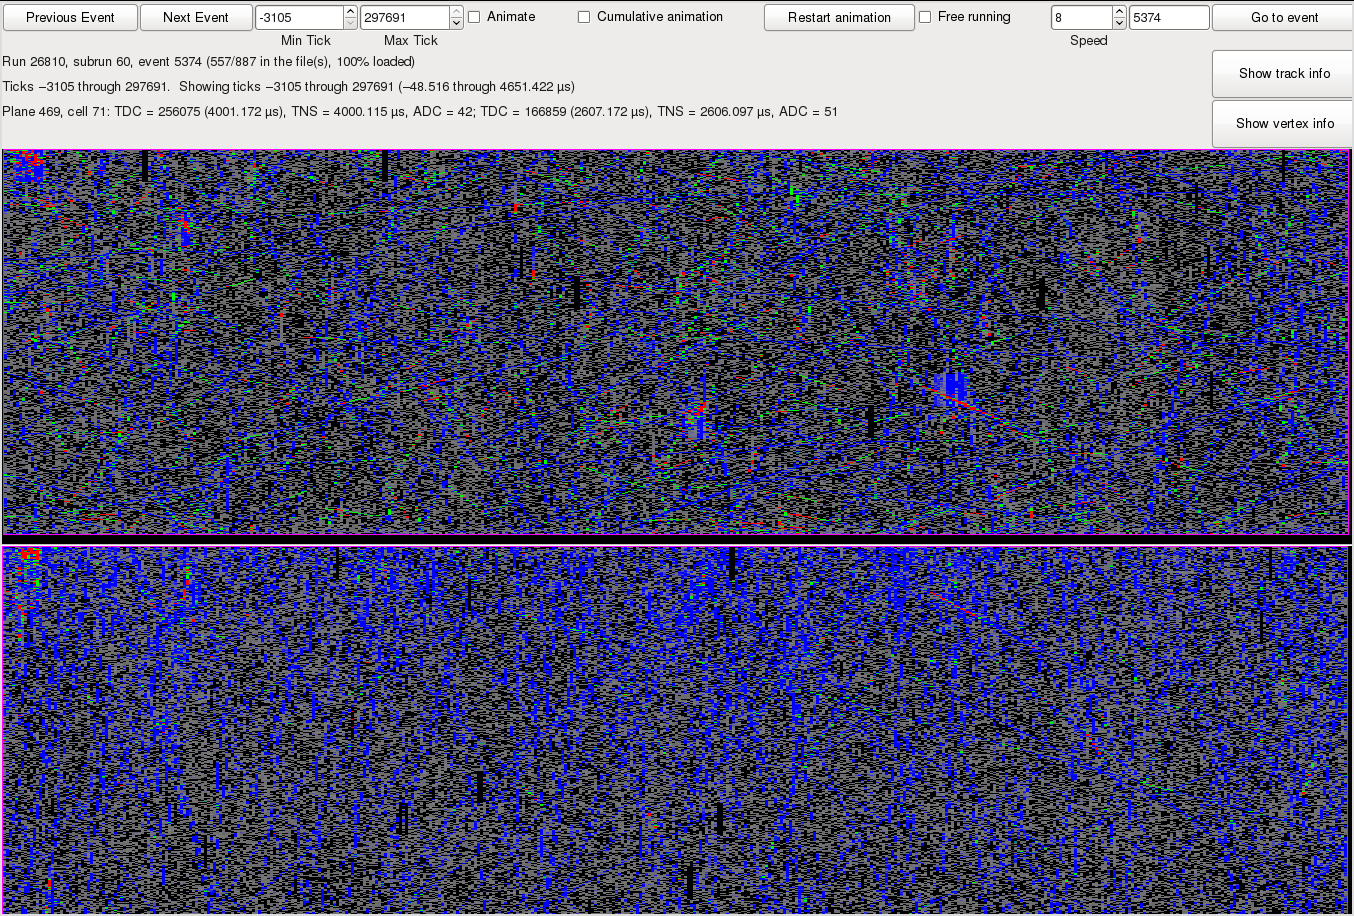 Previous Event Next Event -3105 297691 Animate Cumulative animation Restart animation Free running 8 5374 Go to event
Min Tick Max Tick Speed
Run 26810, subrun 60, event 5374 (557/887 in the file(s), 100% loaded)
Show track info
Ticks −3105 through 297691. Showing ticks −3105 through 297691 (−48.516 through 4651.422 µs)
Plane 469, cell 71: TDC = 256075 (4001.172 µs), TNS = 4000.115 µs, ADC = 42; TDC = 166859 (2607.172 µs), TNS = 2606.097 µs, ADC = 51
Show vertex info